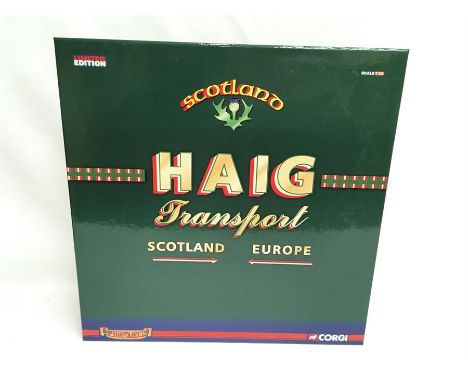 LIMITED
EDITION
SCALE 1:50
Scotland
HAIG
Transport
SCOTLAND EUROPE
CORGI